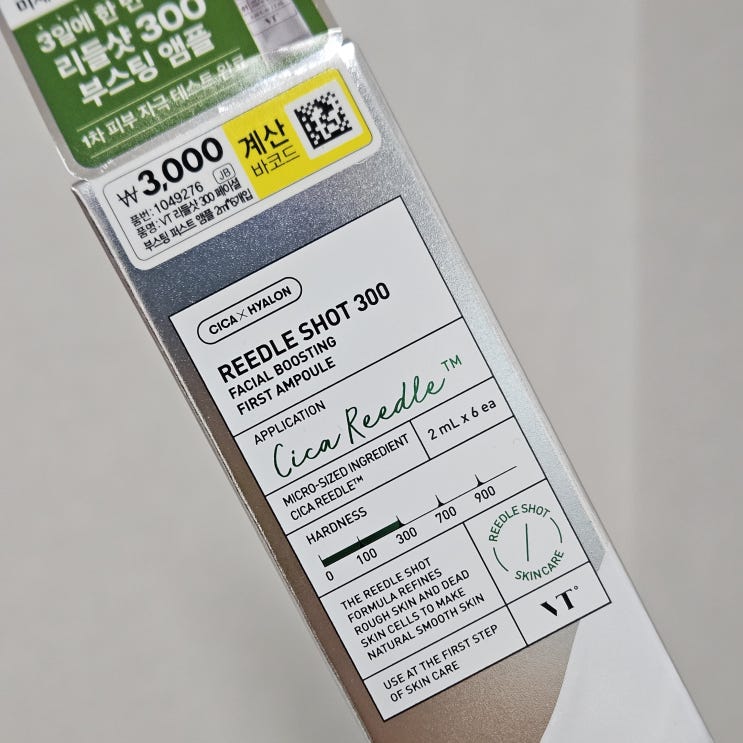 3일에 한 번
리들샷 300
부스팅 앰플
1차 피부 자극 테스트 완료
VT
₩3,000
품번:1049276 JB
품명:VT 리들샷 300 페이셜
부스팅 퍼스트 앰플 2ml*6개입
계산
바코드
CICA X HYALON
REEDLE SHOT 300
FACIAL BOOSTING
FIRST AMPOULE
APPLICATION
Cica Reedle™
MICRO-SIZED INGREDIENT
CICA REEDLE™
2 mL x 6 ea
HARDNESS
0 100 300 700 900
THE REEDLE SHOT
FORMULA REFINES
ROUGH SKIN AND DEAD
SKIN CELLS TO MAKE
NATURAL SMOOTH SKIN
REEDLE SHOT
SKINCARE
USE AT THE FIRST STEP
OF SKIN CARE
VT